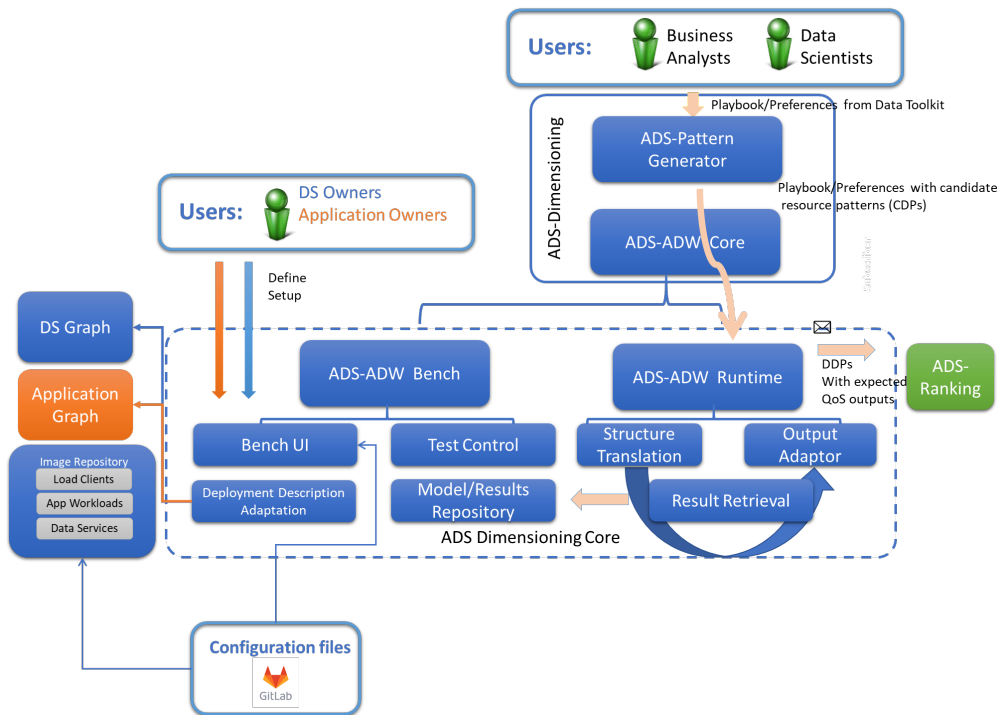 Users:
Business
Analysts
Data
Scientists
Playbook/Preferences from Data Toolkit
ADS-Dimensioning
ADS-Pattern
Generator
Playbook/Preferences with candidate
resource patterns (CDPs)
ADS-ADW Core
Users:
DS Owners
Application Owners
Define
Setup
DS Graph
Application
Graph
Image Repository
Load Clients
App Workloads
Data Services
ADS-ADW Bench
ADS-ADW Runtime
DDPs
With expected
QoS outputs
ADS-
Ranking
Bench UI
Test Control
Structure
Translation
Output
Adaptor
Deployment Description
Adaptation
Model/Results
Repository
Result Retrieval
ADS Dimensioning Core
Configuration files
GitLab